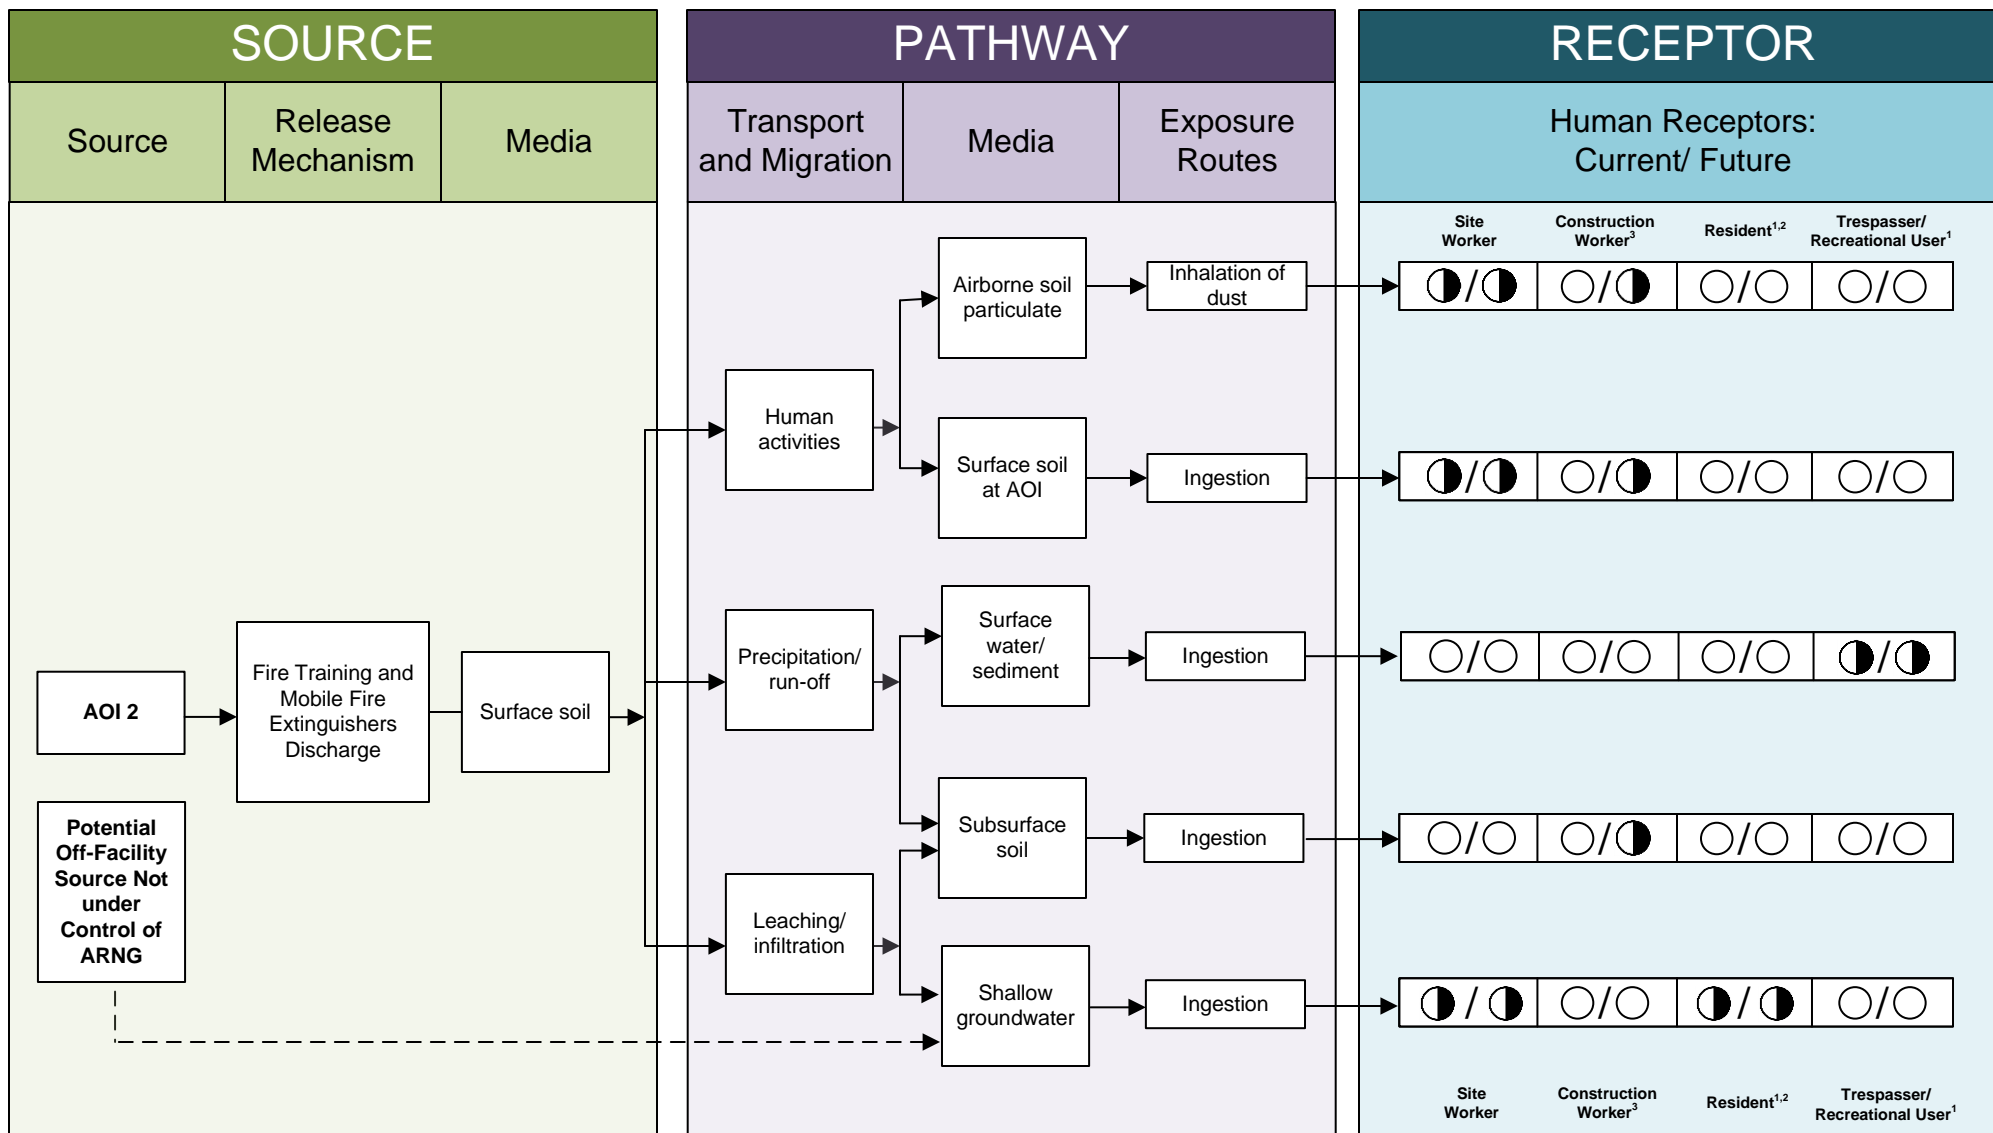 SOURCE
PATHWAY
RECEPTOR
Source
Release
Mechanism
Media
Transport
and Migration
Media
Exposure
Routes
Human Receptors:
Current/ Future
Site
Worker
Construction
Worker³
Resident¹,²
Trespasser/
Recreational User¹
Airborne soil
particulate
Inhalation of
dust
/
/
/
/
Human
activities
Surface soil
at AOI
Ingestion
/
/
/
/
AOI 2
Fire Training and
Mobile Fire
Extinguishers
Discharge
Surface soil
Precipitation/
run-off
Surface
water/
sediment
Ingestion
/
/
/
/
Potential
Off-Facility
Source Not
under
Control of
ARNG
Subsurface
soil
Ingestion
/
/
/
/
Leaching/
infiltration
Shallow
groundwater
Ingestion
/
/
/
/
Site
Worker
Construction
Worker³
Resident¹,²
Trespasser/
Recreational User¹